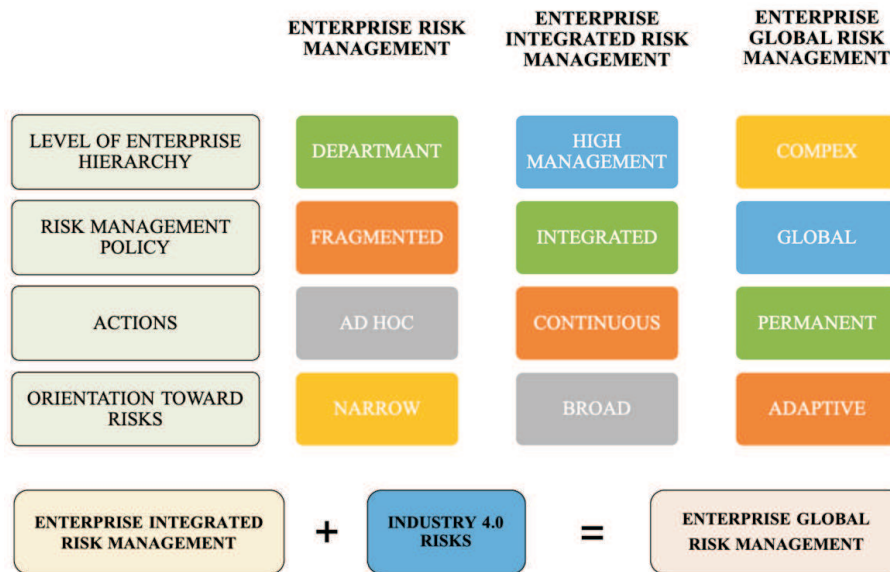 ENTERPRISE RISK
MANAGEMENT
ENTERPRISE
INTEGRATED RISK
MANAGEMENT
ENTERPRISE
GLOBAL RISK
MANAGEMENT
LEVEL OF ENTERPRISE
HIERARCHY
DEPARTMANT
HIGH
MANAGEMENT
COMPEX
RISK MANAGEMENT
POLICY
FRAGMENTED
INTEGRATED
GLOBAL
ACTIONS
AD HOC
CONTINUOUS
PERMANENT
ORIENTATION TOWARD
RISKS
NARROW
BROAD
ADAPTIVE
ENTERPRISE INTEGRATED
RISK MANAGEMENT
+
INDUSTRY 4.0
RISKS
=
ENTERPRISE GLOBAL
RISK MANAGEMENT